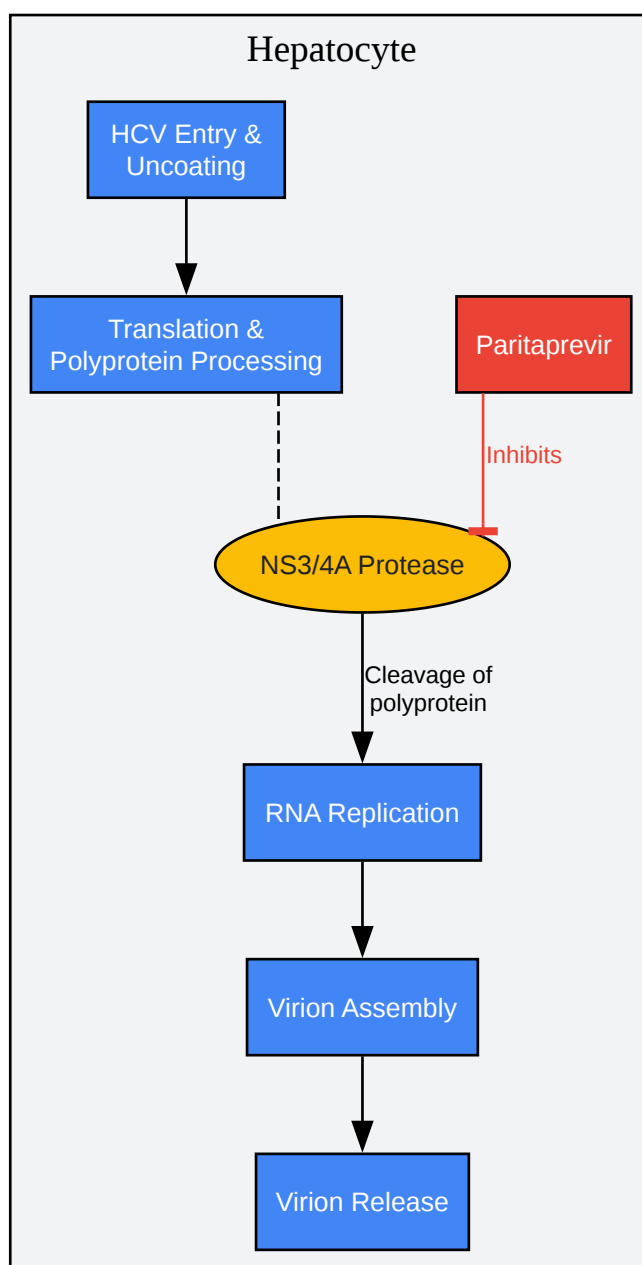 Hepatocyte
HCV Entry &
Uncoating
Translation &
Polyprotein Processing
Paritaprevir
Inhibits
NS3/4A Protease
Cleavage of
polyprotein
RNA Replication
Virion Assembly
Virion Release